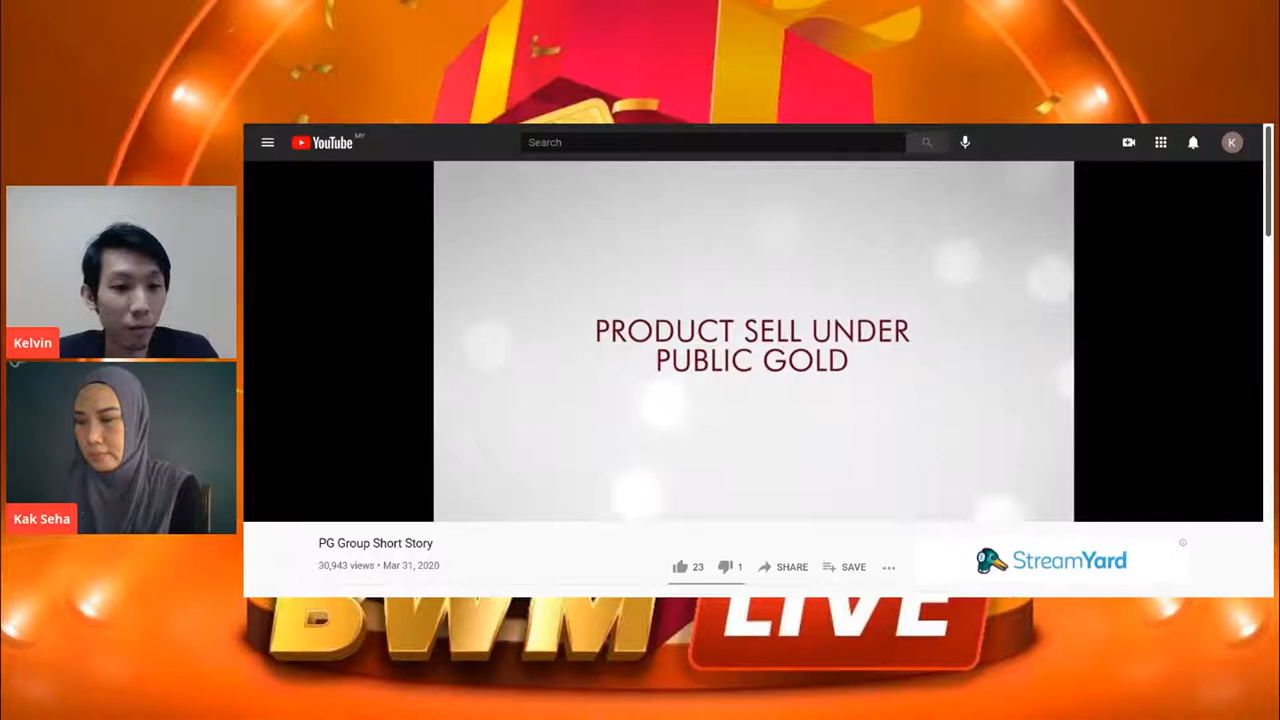 YouTube MY
Search
K
PRODUCT SELL UNDER
PUBLIC GOLD
Kelvin
Kak Seha
PG Group Short Story
30,943 views • Mar 31, 2020
23
1
SHARE
SAVE
StreamYard
BWM LIVE